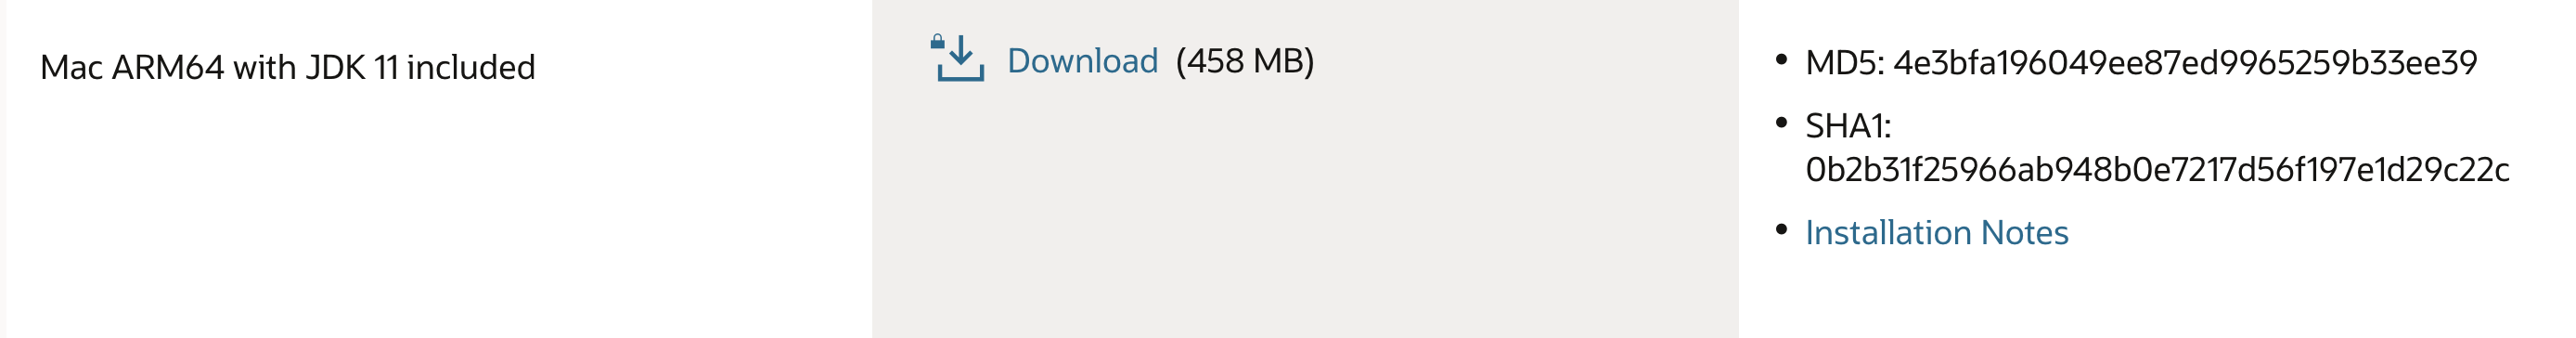 Mac ARM64 with JDK 11 included
Download (458 MB)
• MD5: 4e3bfa196049ee87ed9965259b33ee39
• SHA1:
0b2b31f25966ab948b0e7217d56f197e1d29c22c
• Installation Notes